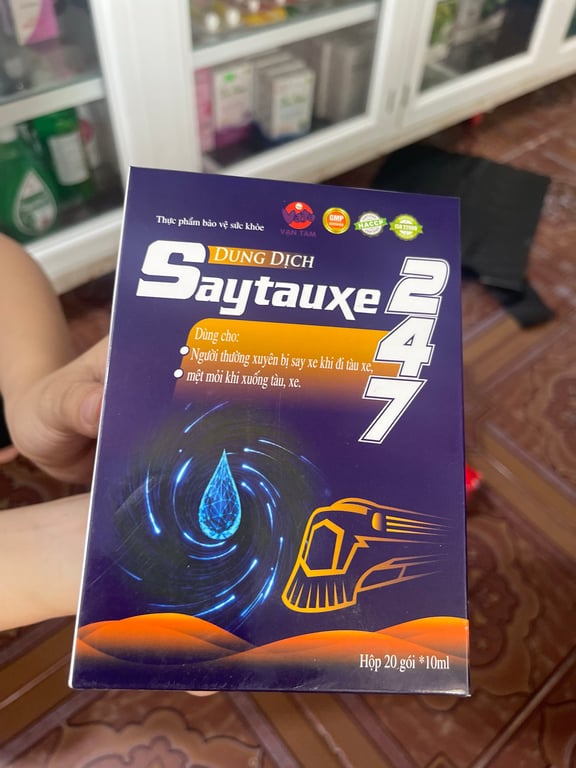 Thực phẩm bảo vệ sức khỏe
VẠN TÂM
GMP
HACCP
DUNG DỊCH
Saytauxe
247
Dùng cho:
Người thường xuyên bị say xe khi đi tàu xe,
mệt mỏi khi xuống tàu, xe.
Hộp 20 gói *10ml